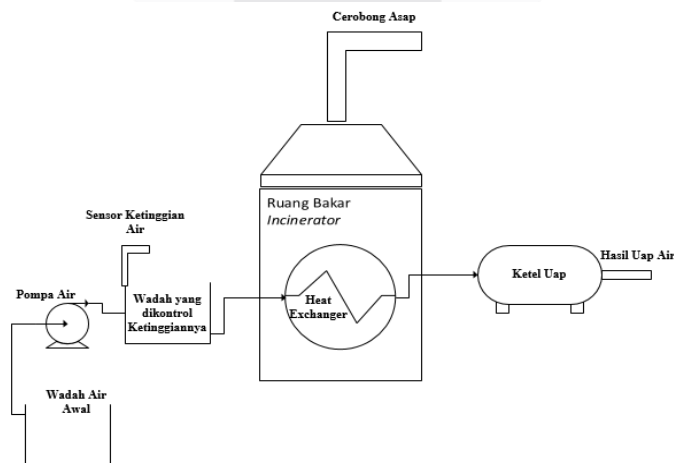 Cerobong Asap
Ruang Bakar
Incinerator
Sensor Ketinggian
Air
Hasil Uap Air
Ketel Uap
Pompa Air
Wadah yang
dikontrol
Ketinggiannya
Heat
Exchanger
Wadah Air
Awal